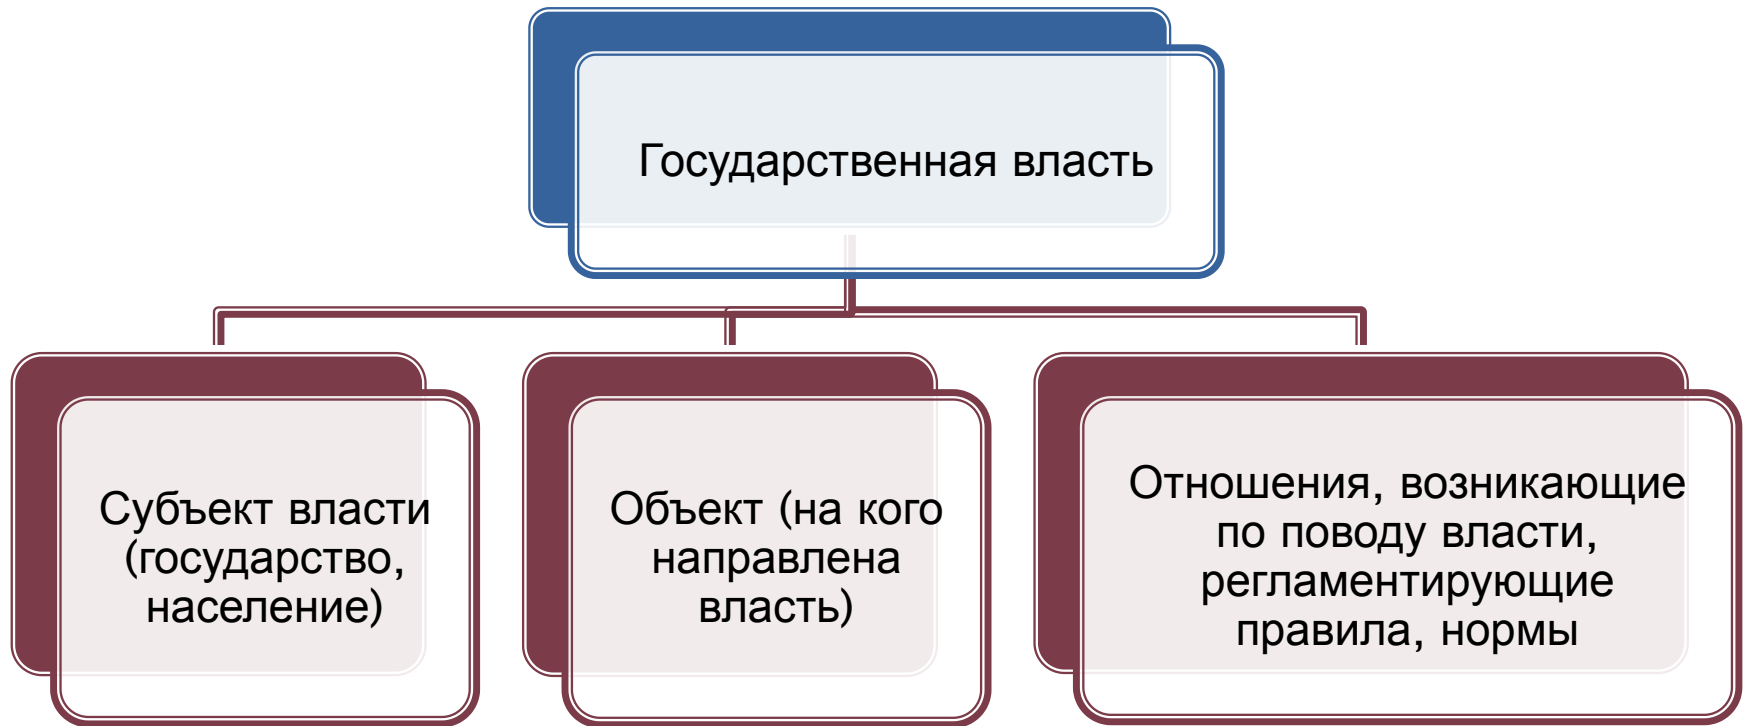 Государственная власть
Субъект власти
(государство,
население)
Объект (на кого
направлена
власть)
Отношения, возникающие
по поводу власти,
регламентирующие
правила, нормы